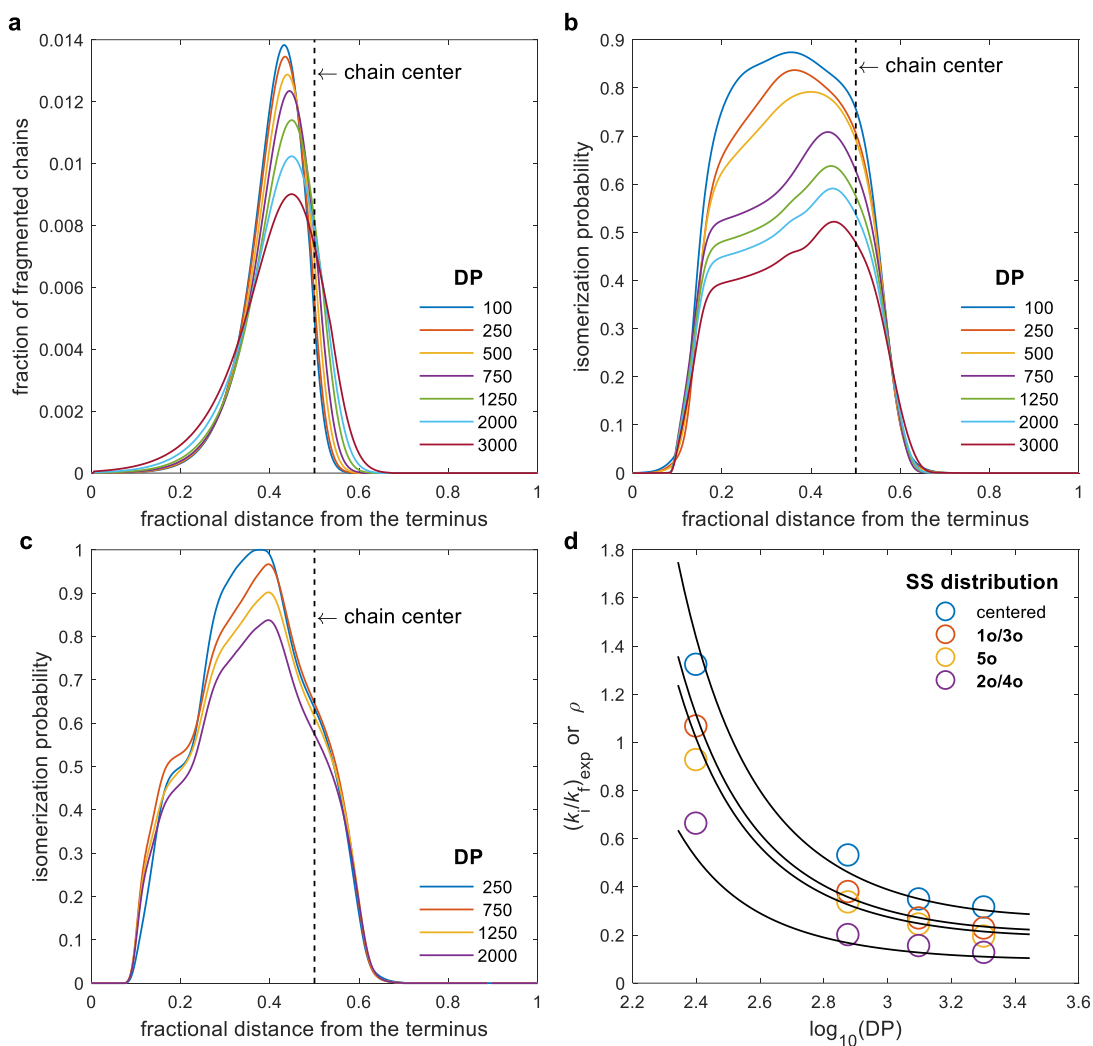 a
0.014
0.012
0.01
0.008
0.006
0.004
0.002
0
fraction of fragmented chains
← chain center
DP
100
250
500
750
1250
2000
3000
0 0.2 0.4 0.6 0.8 1
fractional distance from the terminus
b
0.9
0.8
0.7
0.6
0.5
0.4
0.3
0.2
0.1
0
isomerization probability
← chain center
DP
100
250
500
750
1250
2000
3000
0 0.2 0.4 0.6 0.8 1
fractional distance from the terminus
c
1
0.9
0.8
0.7
0.6
0.5
0.4
0.3
0.2
0.1
0
isomerization probability
← chain center
DP
250
750
1250
2000
0 0.2 0.4 0.6 0.8 1
fractional distance from the terminus
d
1.8
1.6
1.4
1.2
1
0.8
0.6
0.4
0.2
0
(k_i/k_f)_exp or ρ
SS distribution
centered
1o/3o
5o
2o/4o
2.2 2.4 2.6 2.8 3 3.2 3.4 3.6
log_10(DP)